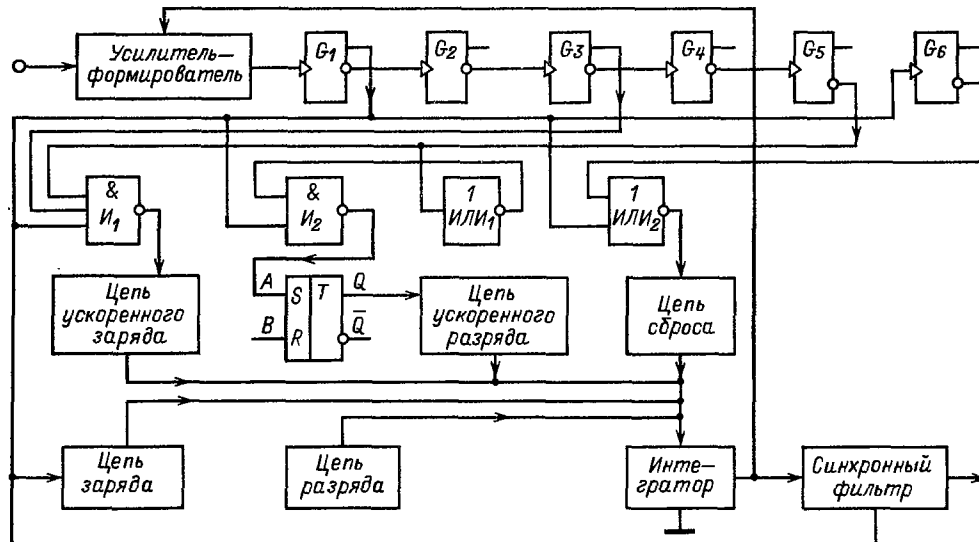 Усилитель—
формирователь
G1
G2
G3
G4
G5
G6
&
И1
&
И2
1
ИЛИ1
1
ИЛИ2
Цепь
ускоренного
заряда
A
B
S
R
T
Q
Q̅
Цепь
ускоренного
разряда
Цепь
сброса
Цепь
заряда
Цепь
разряда
Инте—
гратор
Синхронный
фильтр